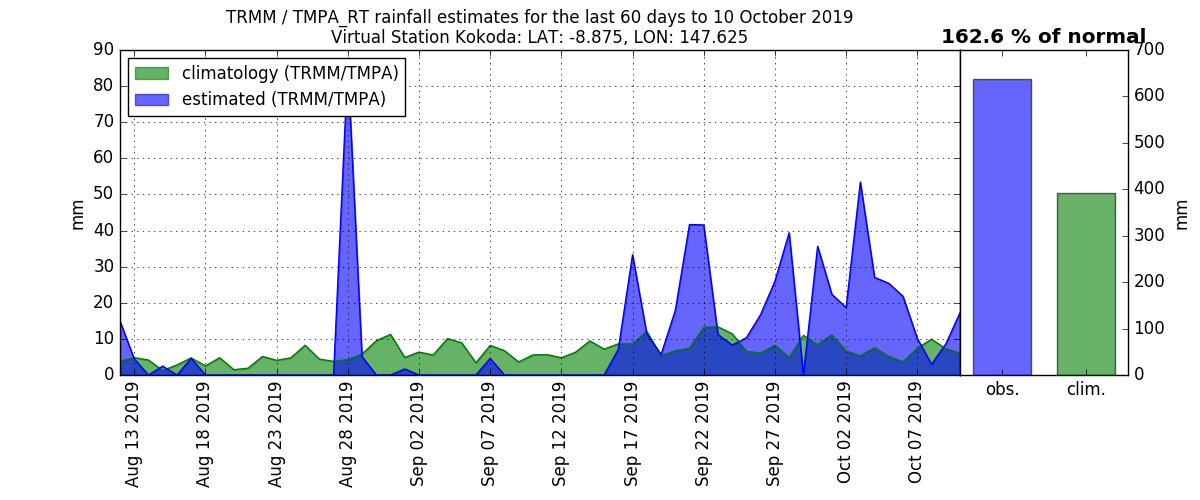 TRMM / TMPA_RT rainfall estimates for the last 60 days to 10 October 2019
Virtual Station Kokoda: LAT: -8.875, LON: 147.625
162.6 % of normal
climatology (TRMM/TMPA)
estimated (TRMM/TMPA)
90
80
70
60
50
40
30
20
10
0
mm
Aug 13 2019
Aug 18 2019
Aug 23 2019
Aug 28 2019
Sep 02 2019
Sep 07 2019
Sep 12 2019
Sep 17 2019
Sep 22 2019
Sep 27 2019
Oct 02 2019
Oct 07 2019
700
600
500
400
300
200
100
0
mm
obs.
clim.